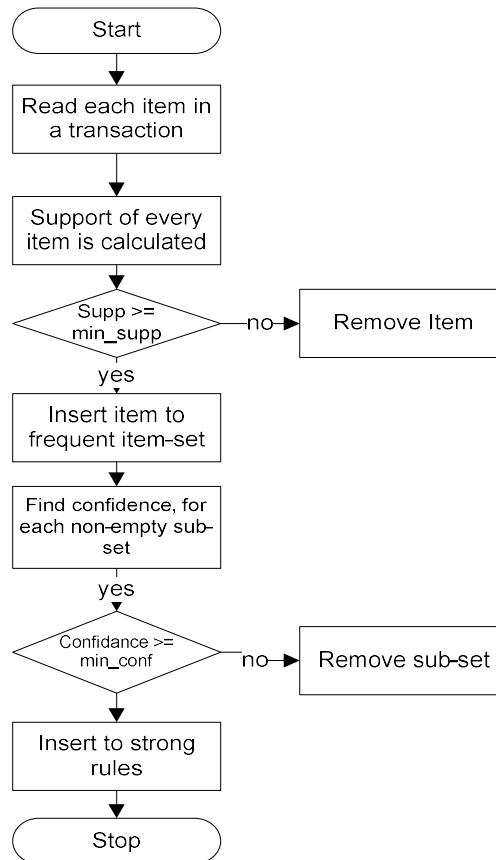 Start
Read each item in
a transaction
Support of every
item is calculated
Supp >=
min_supp
no
Remove Item
yes
Insert item to
frequent item-set
Find confidence, for
each non-empty sub-
set
yes
Confidance >=
min_conf
no
Remove sub-set
Insert to strong
rules
Stop